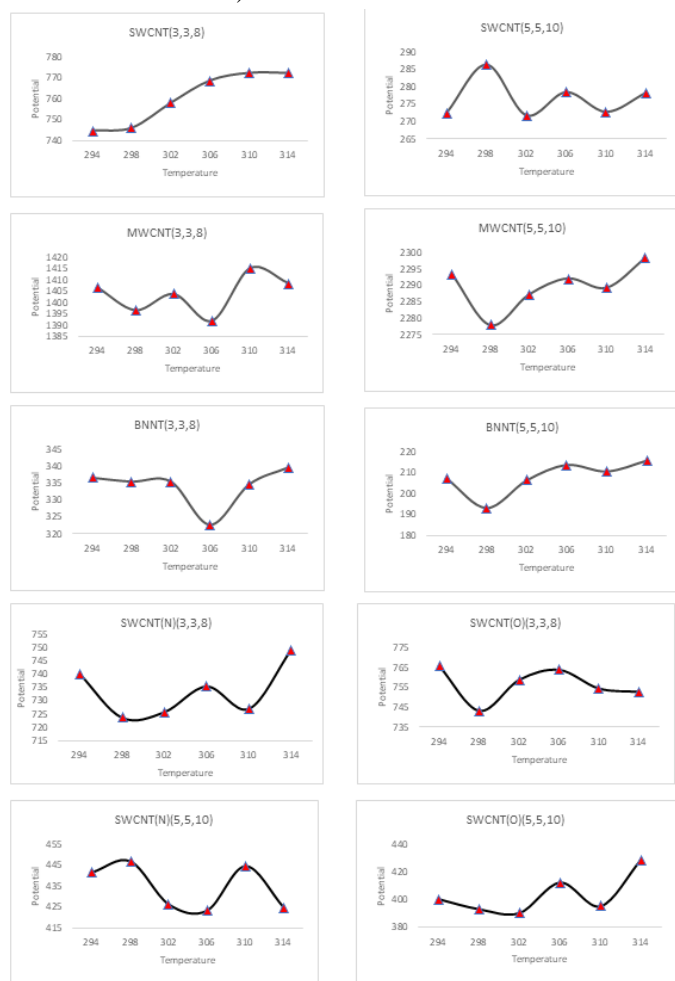 SWCNT(3,3,8)
Potential
780
770
760
750
740
294 298 302 306 310 314
Temperature
SWCNT(5,5,10)
Potential
290
285
280
275
270
265
294 298 302 306 310 314
Temperature
MWCNT(3,3,8)
Potential
1420
1415
1410
1405
1400
1395
1390
1385
294 298 302 306 310 314
Temperature
MWCNT(5,5,10)
Potential
2300
2295
2290
2285
2280
2275
294 298 302 306 310 314
Temperature
BNNT(3,3,8)
Potential
345
340
335
330
325
320
294 298 302 306 310 314
Temperature
BNNT(5,5,10)
Potential
220
210
200
190
180
294 298 302 306 310 314
Temperature
SWCNT(N)(3,3,8)
Potential
755
750
745
740
735
730
725
720
715
294 298 302 306 310 314
Temperature
SWCNT(O)(3,3,8)
Potential
775
765
755
745
735
294 298 302 306 310 314
Temperature
SWCNT(N)(5,5,10)
Potential
455
445
435
425
415
294 298 302 306 310 314
Temperature
SWCNT(O)(5,5,10)
Potential
440
420
400
380
294 298 302 306 310 314
Temperature